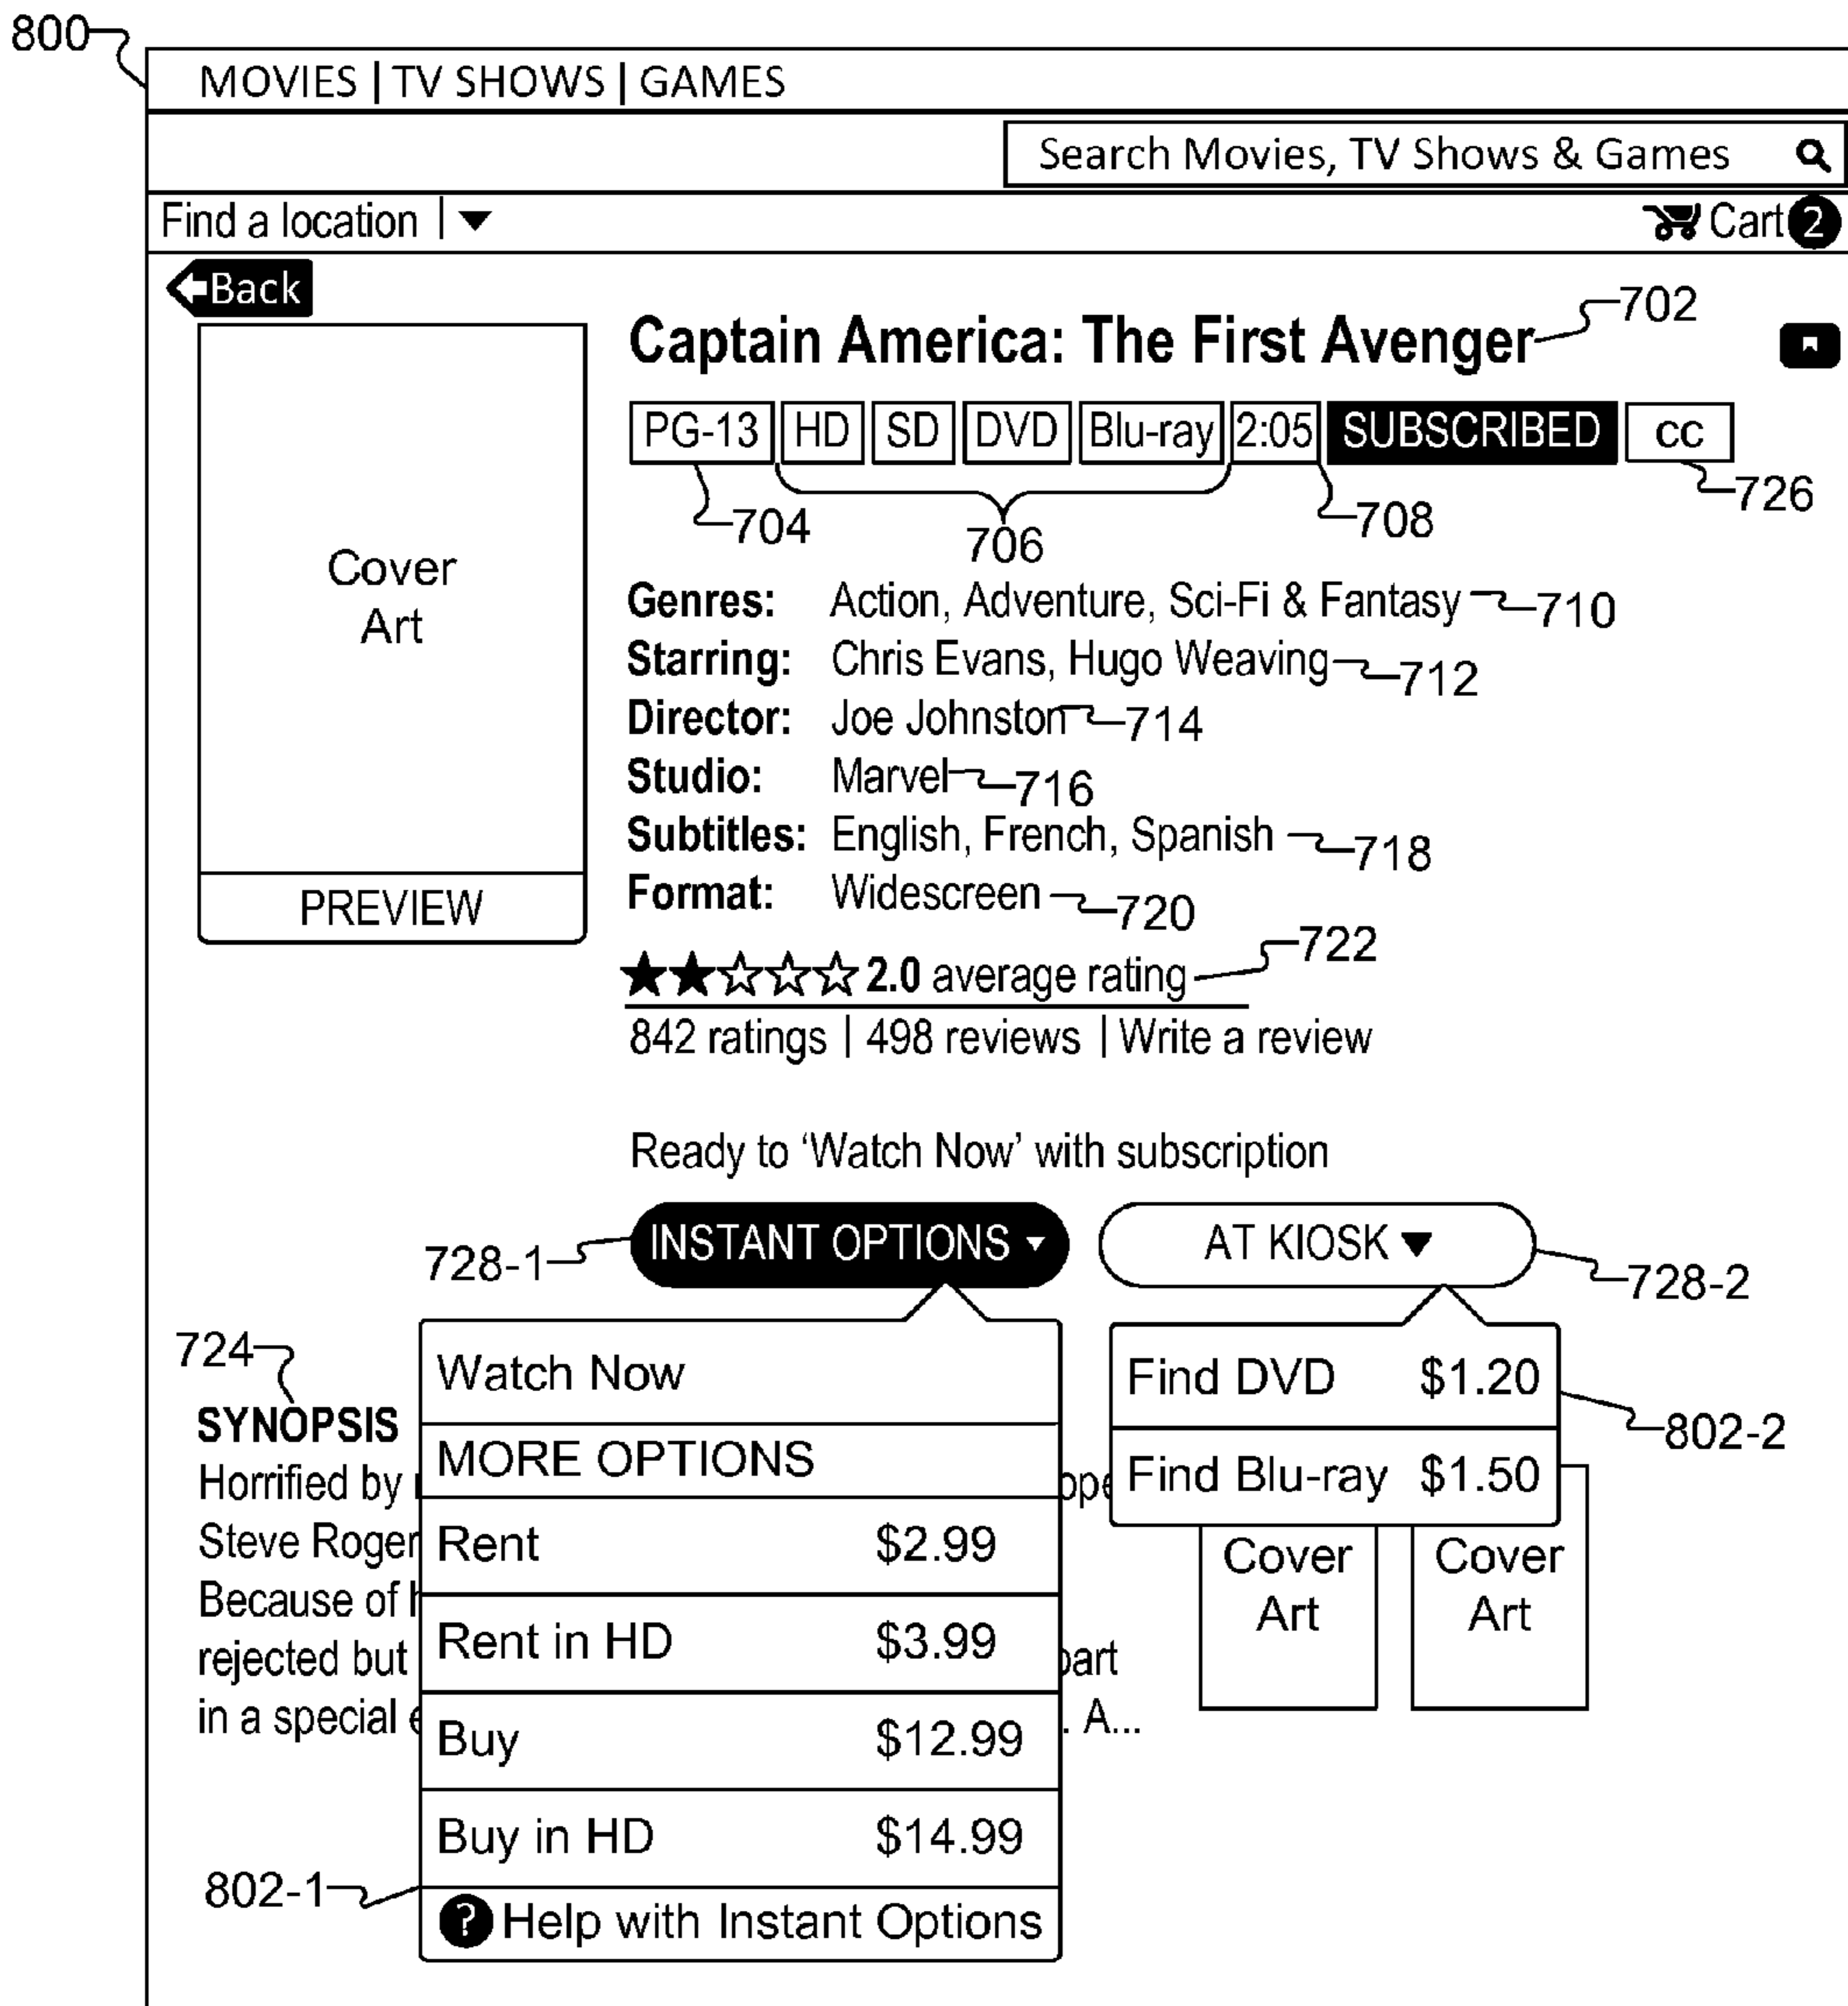 800
MOVIES | TV SHOWS | GAMES
Search Movies, TV Shows & Games
Find a location | ▼
Cart 2
Back
Captain America: The First Avenger
702
PG-13 HD SD DVD Blu-ray 2:05 SUBSCRIBED CC
704
706
708
726
Cover
Art
PREVIEW
Genres: Action, Adventure, Sci-Fi & Fantasy
710
Starring: Chris Evans, Hugo Weaving
712
Director: Joe Johnston
714
Studio: Marvel
716
Subtitles: English, French, Spanish
718
Format: Widescreen
720
★★☆☆☆ 2.0 average rating
722
842 ratings | 498 reviews | Write a review
Ready to ‘Watch Now’ with subscription
728-1
INSTANT OPTIONS ▼
AT KIOSK ▼
728-2
Watch Now
MORE OPTIONS
Rent $2.99
Rent in HD $3.99
Buy $12.99
Buy in HD $14.99
? Help with Instant Options
802-1
Find DVD $1.20
Find Blu-ray $1.50
802-2
724
SYNOPSIS
Horrified by
Steve Roger
Because of
rejected but
in a special
. A...
Cover
Art
Cover
Art